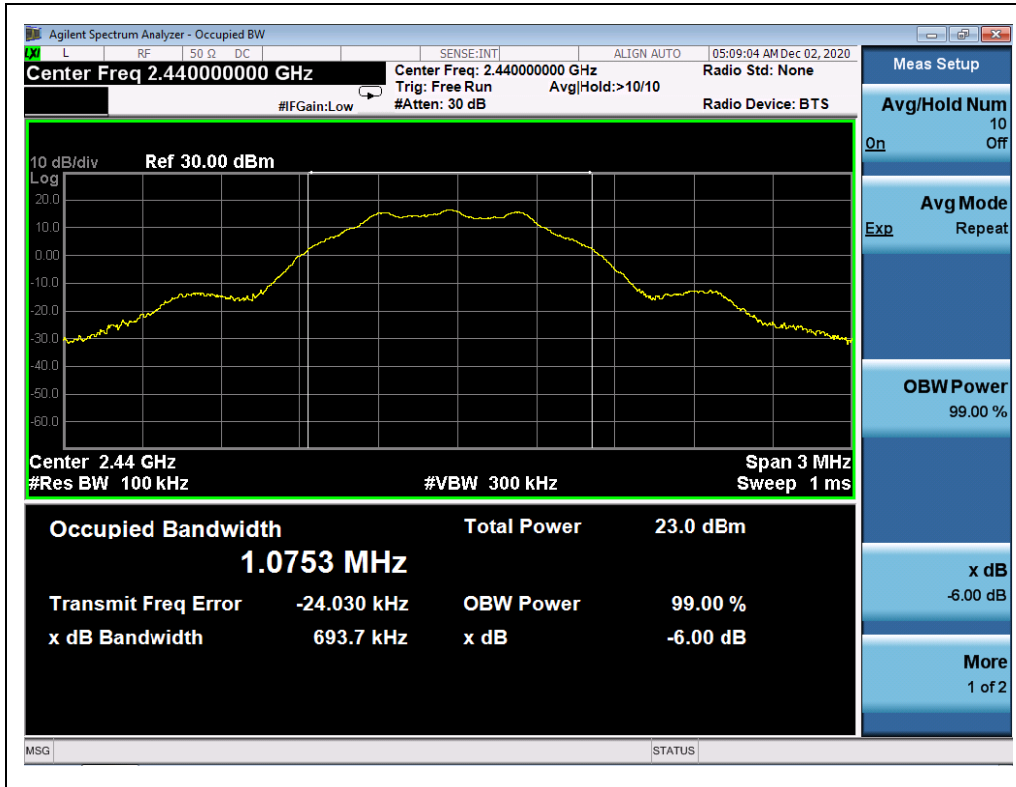 Agilent Spectrum Analyzer - Occupied BW
LXI L RF 50 Ω DC SENSE:INT ALIGN AUTO 05:09:04 AM Dec 02, 2020
Center Freq 2.440000000 GHz
Center Freq: 2.440000000 GHz
Radio Std: None
Trig: Free Run Avg|Hold:>10/10
#IFGain:Low
#Atten: 30 dB
Radio Device: BTS
10 dB/div Ref 30.00 dBm
Log
20.0
10.0
0.00
-10.0
-20.0
-30.0
-40.0
-50.0
-60.0
Center 2.44 GHz Span 3 MHz
#Res BW 100 kHz #VBW 300 kHz Sweep 1 ms
Occupied Bandwidth Total Power 23.0 dBm
1.0753 MHz
Transmit Freq Error -24.030 kHz OBW Power 99.00 %
x dB Bandwidth 693.7 kHz x dB -6.00 dB
MSG STATUS
Meas Setup
Avg/Hold Num
10
On Off
Avg Mode
Exp Repeat
OBW Power
99.00 %
x dB
-6.00 dB
More
1 of 2